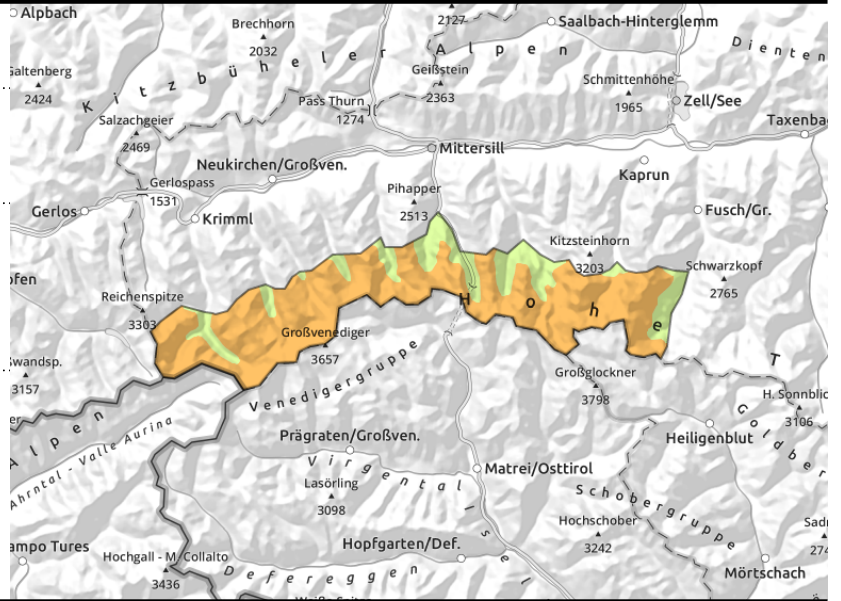 Alpbach
Brechhorn
2032
2127
Saalbach-Hinterglemm
Kitzbüheler Alpen
Dienten
Galtenberg
2424
Geißstein
2363
Schmittenhöhe
1965
Zell/See
Pass Thurn
1274
Salzachgeier
2469
Taxenba
Mittersill
Neukirchen/Großven.
Kaprun
Gerlospass
1531
Pihapper
2513
Gerlos
Krimml
Fusch/Gr.
Kitzsteinhorn
3203
Schwarzkopf
2765
ofen
Reichenspitze
3303
Hohe
T
Großvenediger
3657
Venedigergruppe
Großglockner
3798
3157
H. Sonnblic
3106
Goldber
er
Alpen
Ahrntal - Valle Aurina
Prägraten/Großven.
Heiligenblut
Virgental
Matrei/Osttirol
Lasörling
3098
Isel
Schobergruppe
Hochschober
3242
Sadn
274
ampo Tures
Hochgall - M. Collalto
3436
Hopfgarten/Def.
Defereggen
Mörtschach